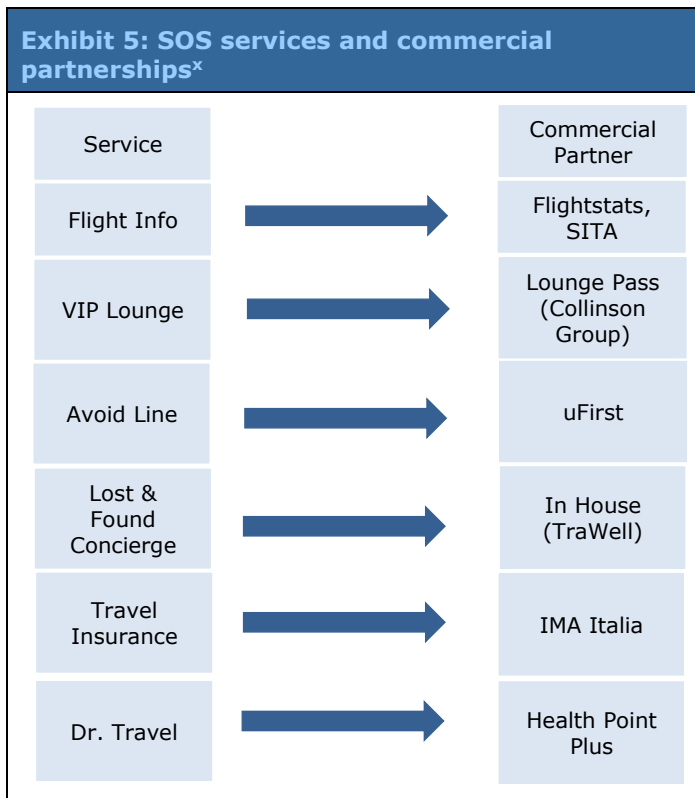 Exhibit 5: SOS services and commercial
partnershipsˣ
Service
Commercial
Partner
Flight Info
Flightstats,
SITA
VIP Lounge
Lounge Pass
(Collinson
Group)
Avoid Line
uFirst
Lost &
Found
Concierge
In House
(TraWell)
Travel
Insurance
IMA Italia
Dr. Travel
Health Point
Plus